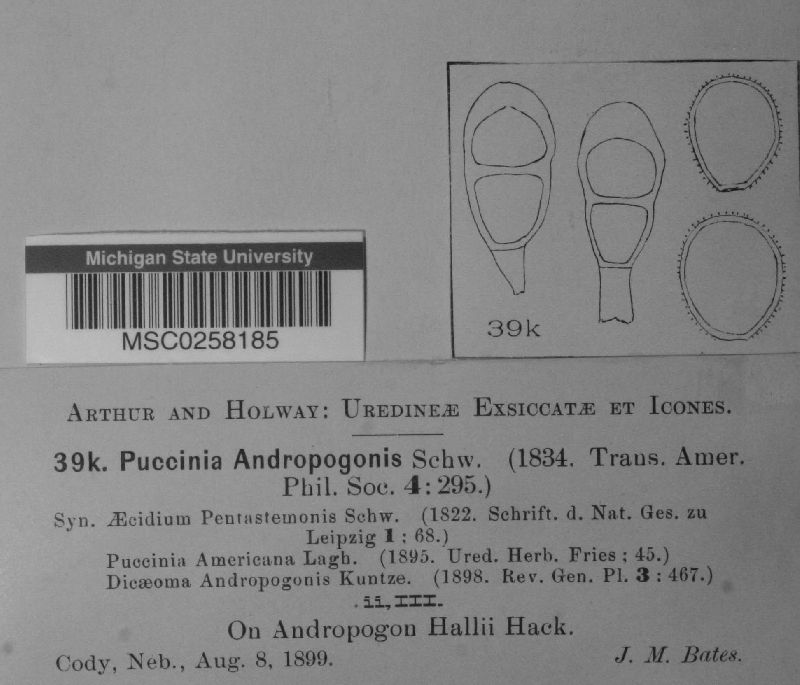 39k
Michigan State University
MSC0258185
ARTHUR AND HOLWAY: UREDINEÆ EXSICCATÆ ET ICONES.
39k. Puccinia Andropogonis Schw. (1834. Trans. Amer.
Phil. Soc. 4:295.)
Syn. Æcidium Pentastemonis Schw. (1822. Schrift. d. Nat. Ges. zu
Leipzig 1: 68.)
Puccinia Americana Lagh. (1895. Ured. Herb. Fries; 45.)
Dicæoma Andropogonis Kuntze. (1898. Rev. Gen. Pl. 3: 467.)
ii, III.
On Andropogon Hallii Hack.
Cody, Neb., Aug. 8, 1899. J. M. Bates.